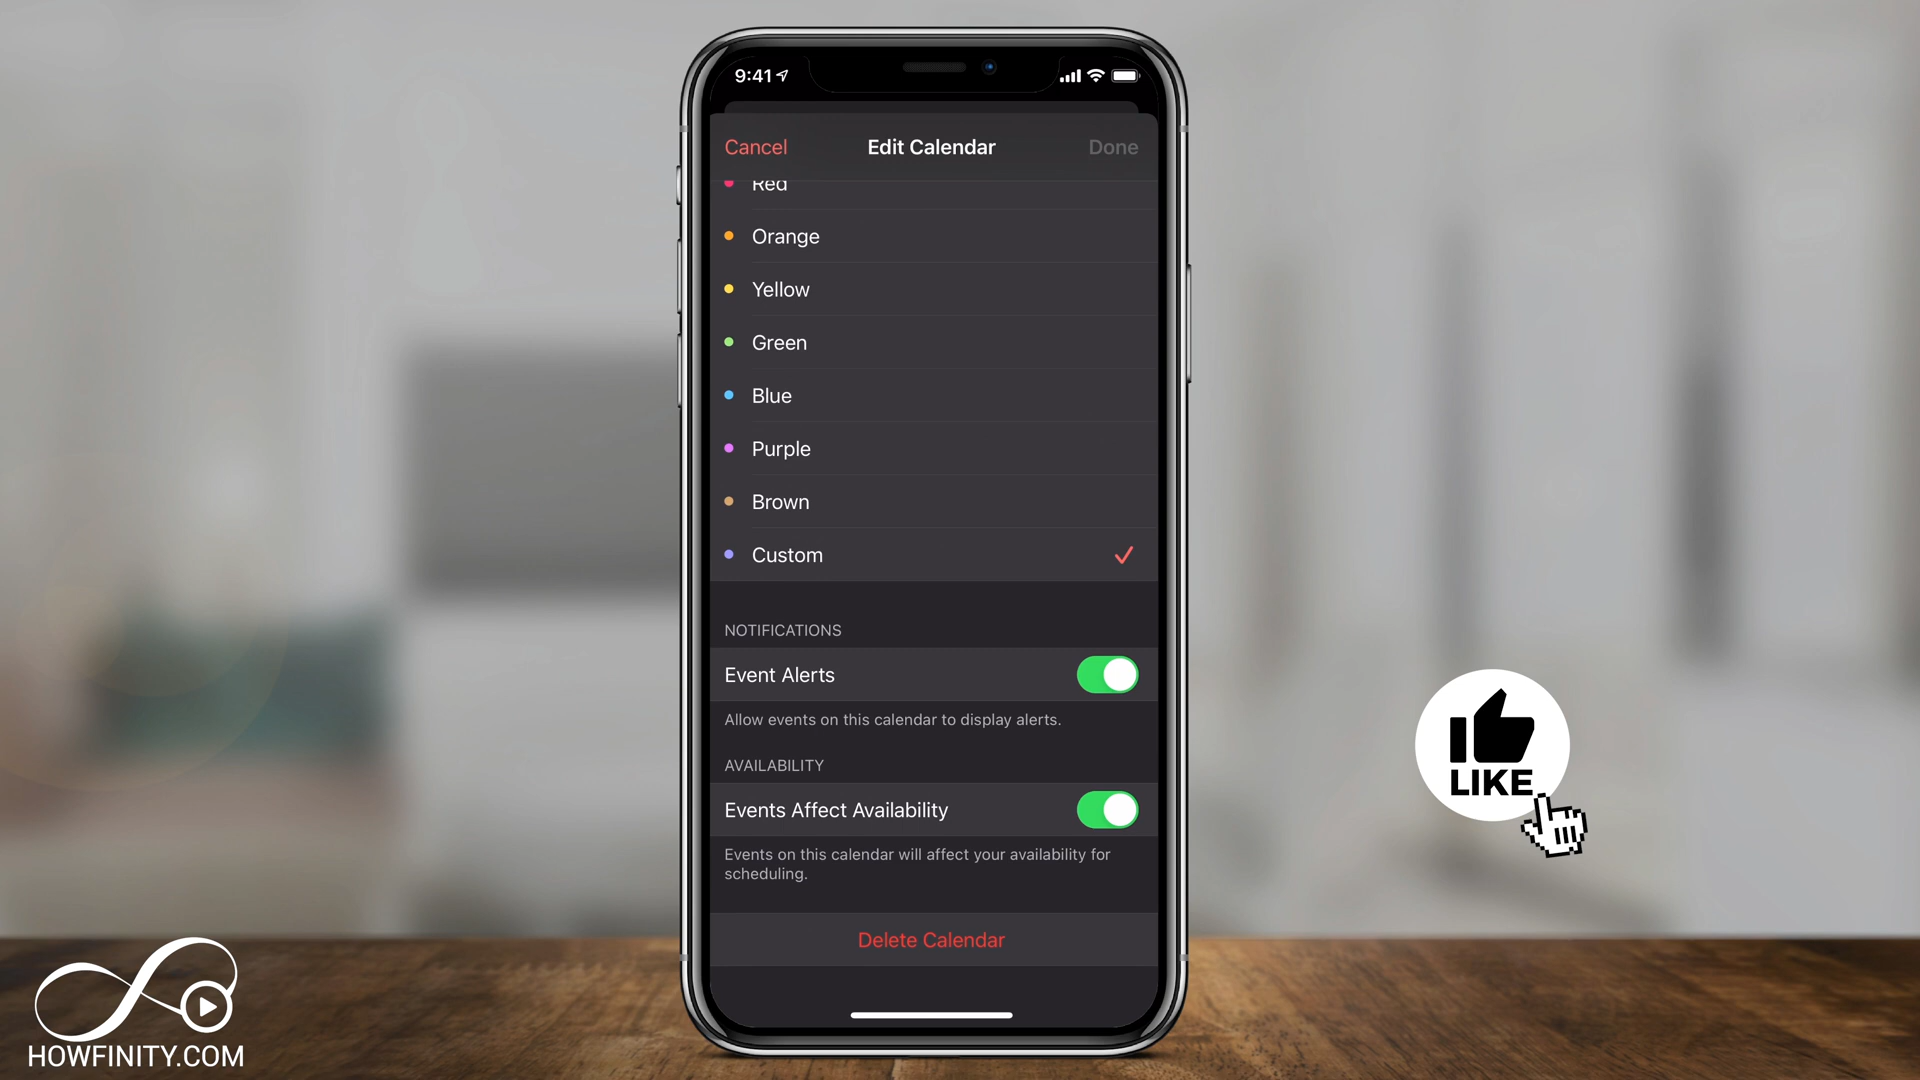 9:41
Cancel
Edit Calendar
Done
Red
Orange
Yellow
Green
Blue
Purple
Brown
Custom
NOTIFICATIONS
Event Alerts
Allow events on this calendar to display alerts.
AVAILABILITY
Events Affect Availability
Events on this calendar will affect your availability for
scheduling.
Delete Calendar
LIKE
HOWFINITY.COM